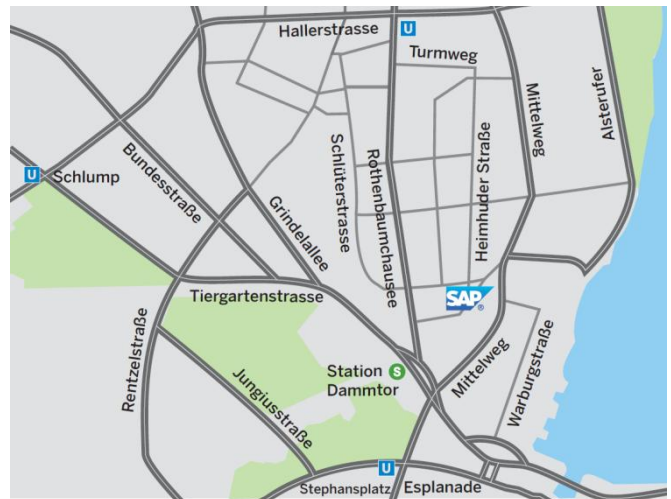 Hallerstrasse
U
Turmweg
Mittelweg
Alsterufer
U
Schlump
Bundesstraße
Grindelallee
Schlüterstrasse
Rothenbaumchausee
Heimhuder Straße
Tiergartenstrasse
SAP®
Rentzelstraße
Jungiusstraße
Station
Dammtor
S
Mittelweg
Warburgstraße
U
Stephansplatz
Esplanade